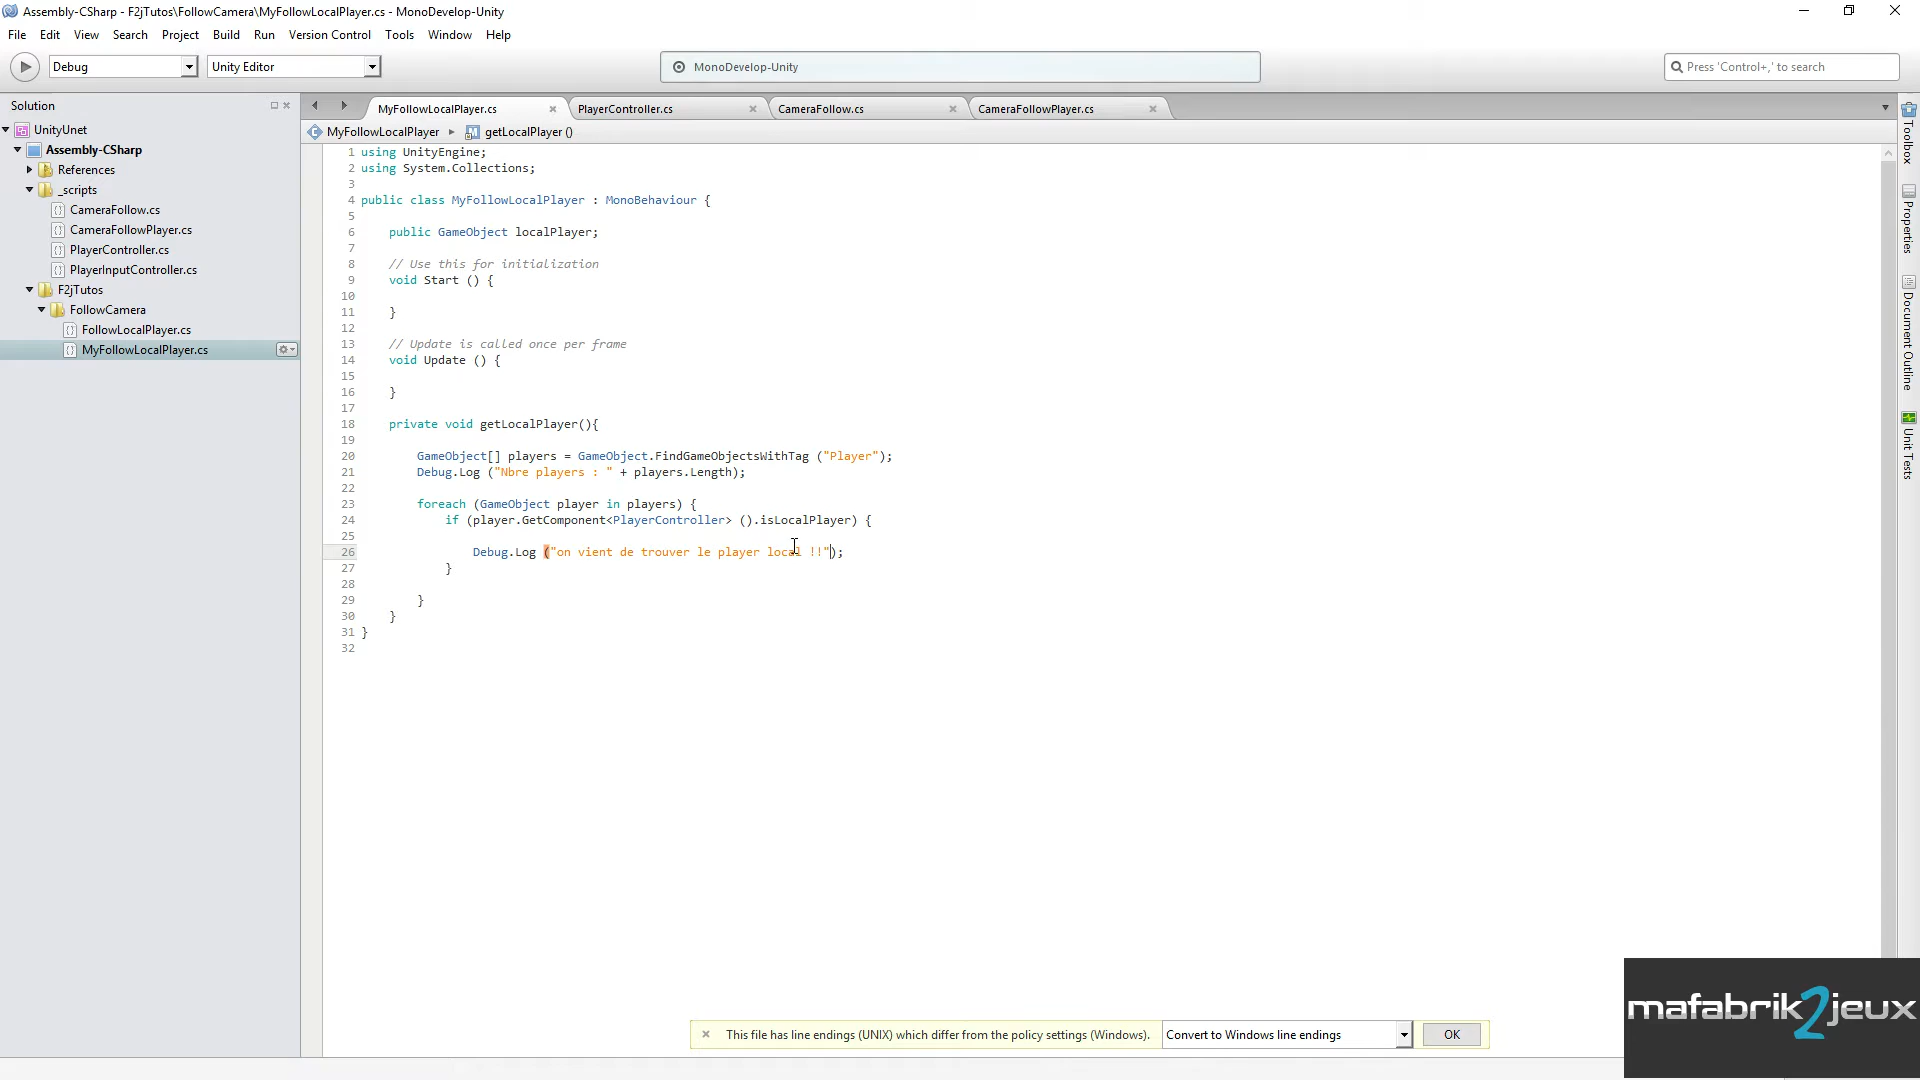 Assembly-CSharp - F2jTutos\FollowCamera\MyFollowLocalPlayer.cs - MonoDevelop-Unity
File Edit View Search Project Build Run Version Control Tools Window Help
Debug Unity Editor MonoDevelop-Unity Press 'Control+,' to search
Solution
UnityUnet
Assembly-CSharp
References
_scripts
CameraFollow.cs
CameraFollowPlayer.cs
PlayerController.cs
PlayerInputController.cs
F2jTutos
FollowCamera
FollowLocalPlayer.cs
MyFollowLocalPlayer.cs
MyFollowLocalPlayer.cs PlayerController.cs CameraFollow.cs CameraFollowPlayer.cs
MyFollowLocalPlayer getLocalPlayer ()
1 using UnityEngine;
2 using System.Collections;
3
4 public class MyFollowLocalPlayer : MonoBehaviour {
5
6 public GameObject localPlayer;
7
8 // Use this for initialization
9 void Start () {
10
11 }
12
13 // Update is called once per frame
14 void Update () {
15
16 }
17
18 private void getLocalPlayer(){
19
20 GameObject[] players = GameObject.FindGameObjectsWithTag ("Player");
21 Debug.Log ("Nbre players : " + players.Length);
22
23 foreach (GameObject player in players) {
24 if (player.GetComponent<PlayerController> ().isLocalPlayer) {
25
26 Debug.Log ("on vient de trouver le player local !!");
27 }
28
29 }
30 }
31 }
32
Toolbox
Properties
Document Outline
Unit Tests
This file has line endings (UNIX) which differ from the policy settings (Windows). Convert to Windows line endings OK
mafabrik2jeux